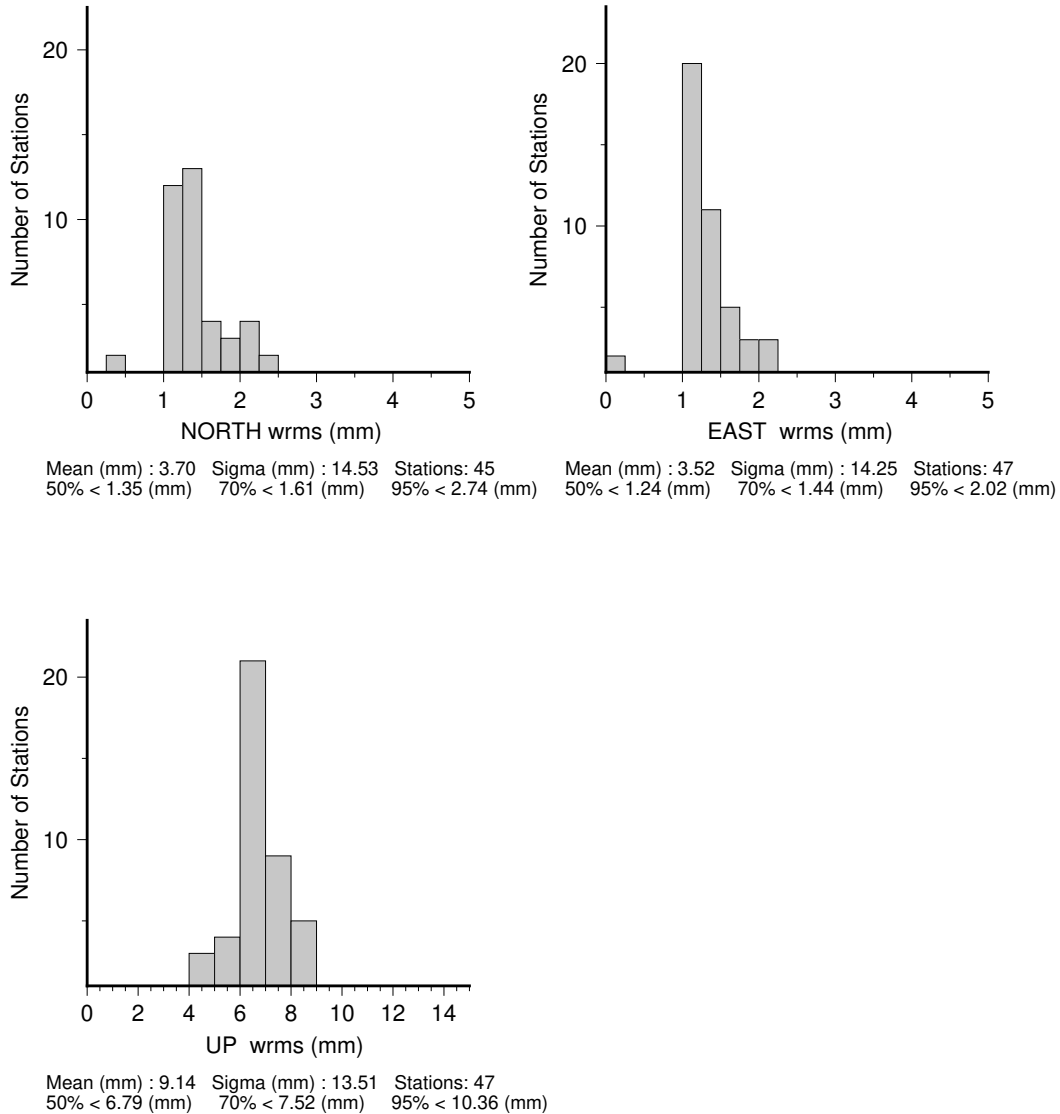 20
10
Number of Stations
0 1 2 3 4 5
NORTH wrms (mm)
Mean (mm) : 3.70 Sigma (mm) : 14.53 Stations: 45
50% < 1.35 (mm) 70% < 1.61 (mm) 95% < 2.74 (mm)
20
10
Number of Stations
0 1 2 3 4 5
EAST wrms (mm)
Mean (mm) : 3.52 Sigma (mm) : 14.25 Stations: 47
50% < 1.24 (mm) 70% < 1.44 (mm) 95% < 2.02 (mm)
20
10
Number of Stations
0 2 4 6 8 10 12 14
UP wrms (mm)
Mean (mm) : 9.14 Sigma (mm) : 13.51 Stations: 47
50% < 6.79 (mm) 70% < 7.52 (mm) 95% < 10.36 (mm)